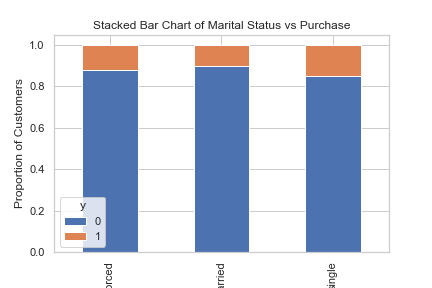 Stacked Bar Chart of Marital Status vs Purchase
1.0
0.8
0.6
0.4
0.2
0.0
Proportion of Customers
y
0
1
orced
arried
single